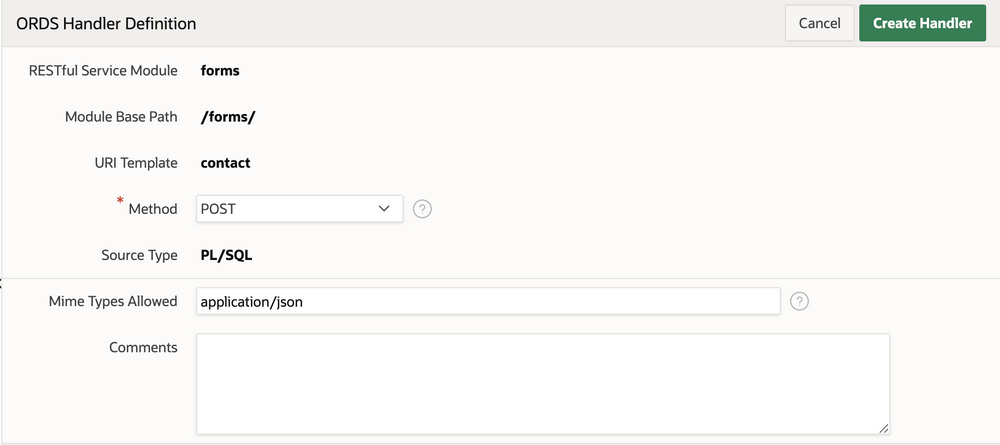 ORDS Handler Definition Cancel Create Handler
RESTful Service Module forms
Module Base Path /forms/
URI Template contact
* Method POST ?
Source Type PL/SQL
Mime Types Allowed application/json ?
Comments